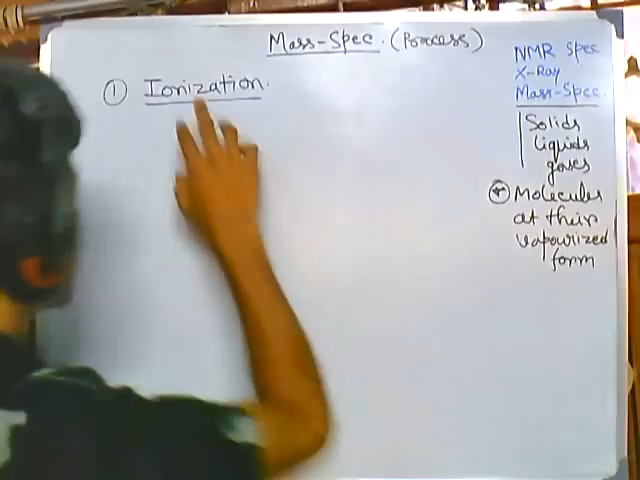 Mass-Spec. (Process)
① Ionization.
NMR Spec
X-Ray
Mass-Spec.
Solids
liquids
gases
* Molecules
at their
vapourized
form